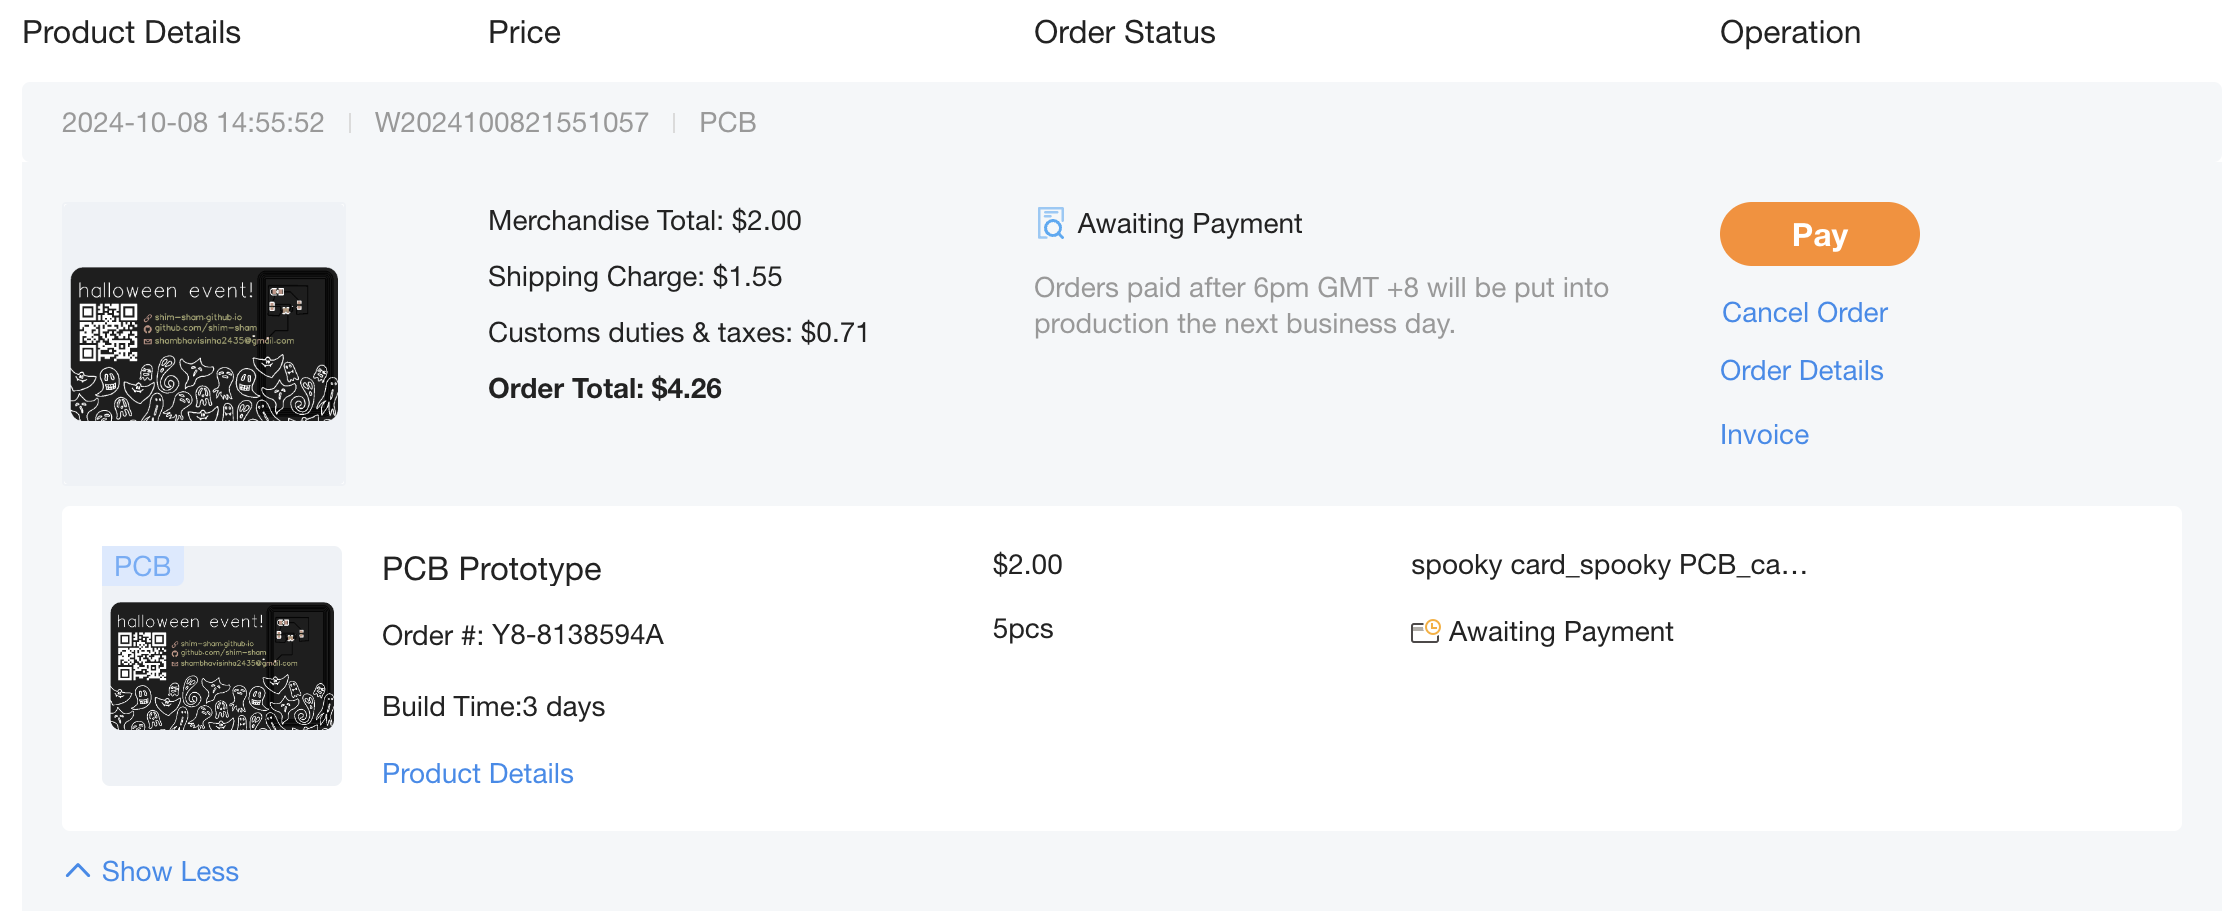 Product Details
Price
Order Status
Operation
2024-10-08 14:55:52
W2024100821551057
PCB
halloween event!
shim-sham.github.io
github.com/shim-sham
shambhavisinha2435@gmail.com
Merchandise Total: $2.00
Shipping Charge: $1.55
Customs duties & taxes: $0.71
Order Total: $4.26
Awaiting Payment
Orders paid after 6pm GMT +8 will be put into
production the next business day.
Pay
Cancel Order
Order Details
Invoice
PCB
halloween event!
shim-sham.github.io
github.com/shim-sham
shambhavisinha2435@gmail.com
PCB Prototype
Order #: Y8-8138594A
Build Time:3 days
Product Details
$2.00
5pcs
spooky card_spooky PCB_ca...
Awaiting Payment
Show Less